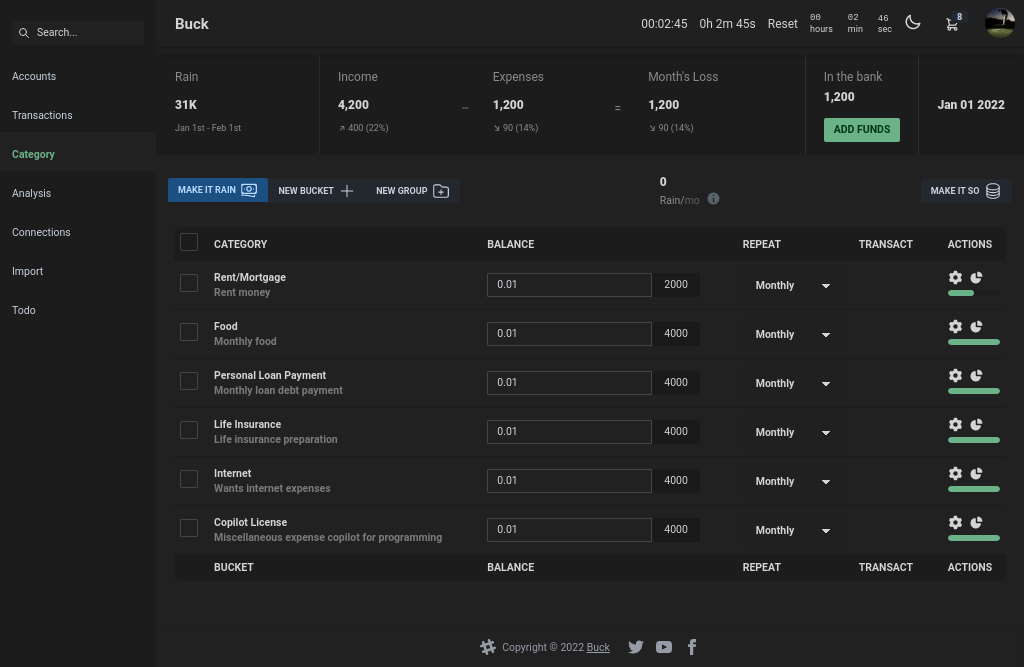 Search...
Accounts
Transactions
Category
Analysis
Connections
Import
Todo
Buck
00:02:45 0h 2m 45s Reset 00 hours 02 min 46 sec 8
Rain
31K
Jan 1st - Feb 1st
Income
4,200
↗ 400 (22%)
–
Expenses
1,200
↘ 90 (14%)
=
Month's Loss
1,200
↘ 90 (14%)
In the bank
1,200
ADD FUNDS
Jan 01 2022
MAKE IT RAIN NEW BUCKET NEW GROUP
0
Rain/mo
MAKE IT SO
CATEGORY BALANCE REPEAT TRANSACT ACTIONS
Rent/Mortgage
Rent money
0.01 2000 Monthly
Food
Monthly food
0.01 4000 Monthly
Personal Loan Payment
Monthly loan debt payment
0.01 4000 Monthly
Life Insurance
Life insurance preparation
0.01 4000 Monthly
Internet
Wants internet expenses
0.01 4000 Monthly
Copilot License
Miscellaneous expense copilot for programming
0.01 4000 Monthly
BUCKET BALANCE REPEAT TRANSACT ACTIONS
Copyright © 2022 Buck